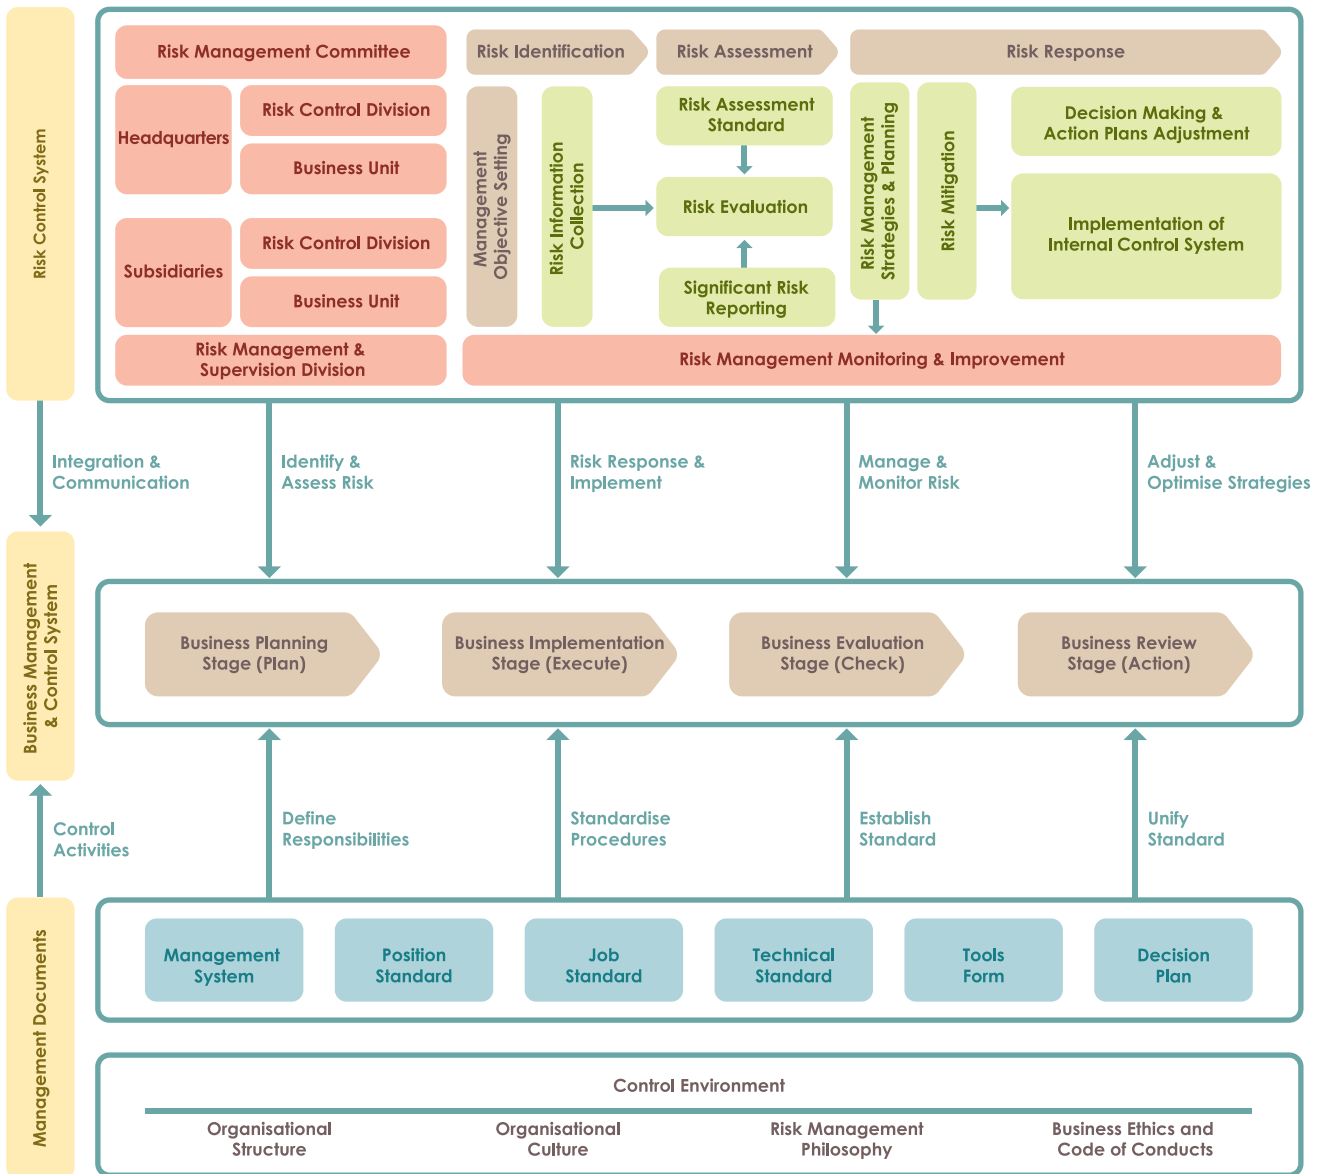 Risk Control System
Risk Management Committee
Headquarters
Risk Control Division
Business Unit
Subsidiaries
Risk Control Division
Business Unit
Risk Management &
Supervision Division
Risk Identification
Risk Assessment
Risk Response
Management
Objective Setting
Risk Information
Collection
Risk Assessment
Standard
Risk Evaluation
Significant Risk
Reporting
Risk Management
Strategies & Planning
Risk Mitigation
Decision Making &
Action Plans Adjustment
Implementation of
Internal Control System
Risk Management Monitoring & Improvement
Integration &
Communication
Identify &
Assess Risk
Risk Response &
Implement
Manage &
Monitor Risk
Adjust &
Optimise Strategies
Business Management
& Control System
Business Planning
Stage (Plan)
Business Implementation
Stage (Execute)
Business Evaluation
Stage (Check)
Business Review
Stage (Action)
Control
Activities
Define
Responsibilities
Standardise
Procedures
Establish
Standard
Unify
Standard
Management Documents
Management
System
Position
Standard
Job
Standard
Technical
Standard
Tools
Form
Decision
Plan
Control Environment
Organisational
Structure
Organisational
Culture
Risk Management
Philosophy
Business Ethics and
Code of Conducts